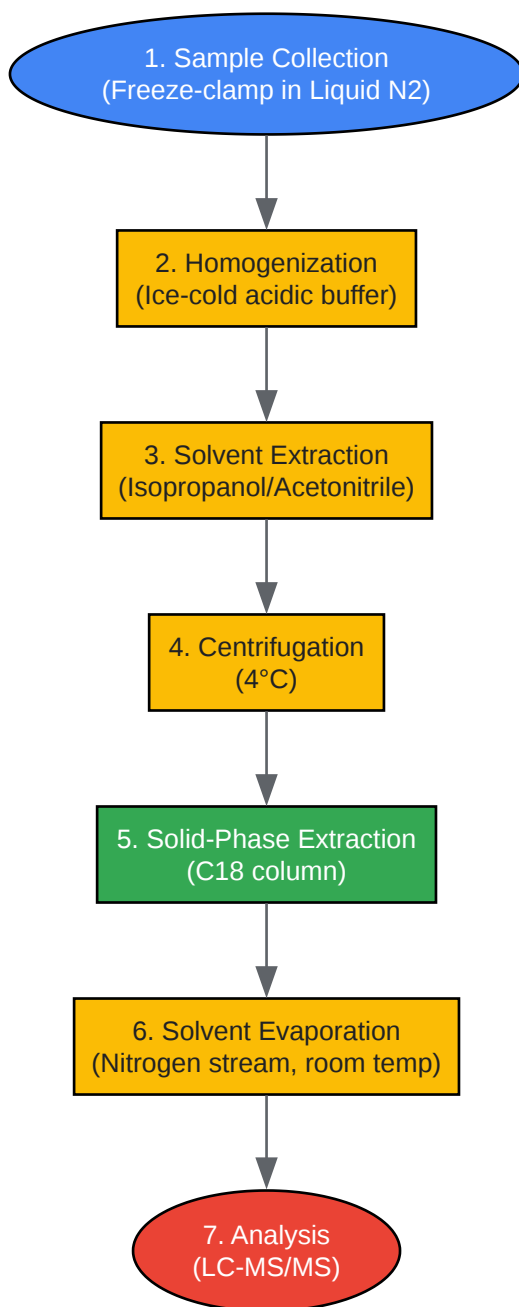 1. Sample Collection
(Freeze-clamp in Liquid N2)
2. Homogenization
(Ice-cold acidic buffer)
3. Solvent Extraction
(Isopropanol/Acetonitrile)
4. Centrifugation
(4°C)
5. Solid-Phase Extraction
(C18 column)
6. Solvent Evaporation
(Nitrogen stream, room temp)
7. Analysis
(LC-MS/MS)